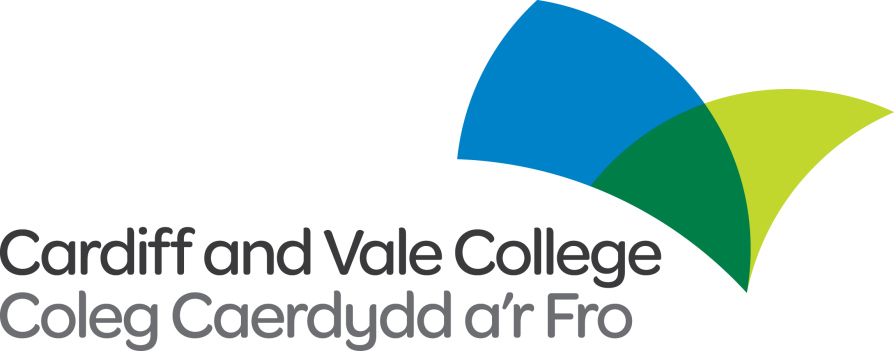 Cardiff and Vale College
Coleg Caerdydd a'r Fro